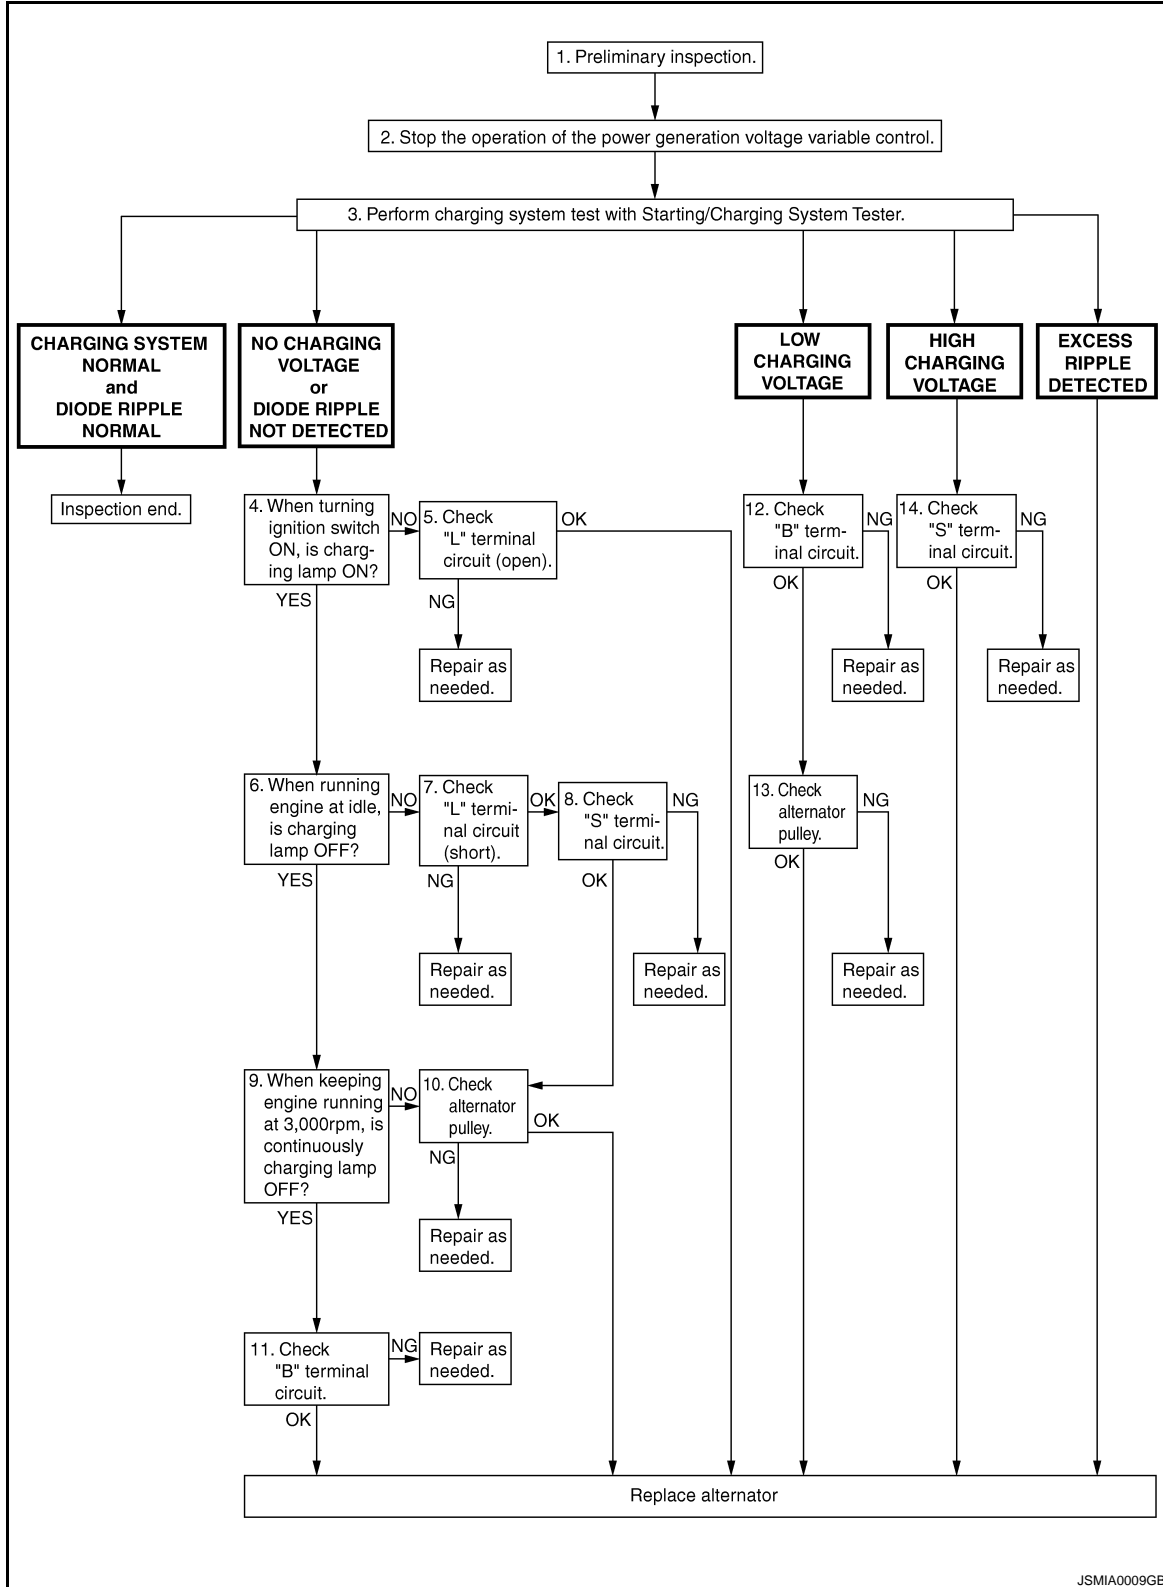 1. Preliminary inspection.
2. Stop the operation of the power generation voltage variable control.
3. Perform charging system test with Starting/Charging System Tester.
CHARGING SYSTEM
NORMAL
and
DIODE RIPPLE
NORMAL
NO CHARGING
VOLTAGE
or
DIODE RIPPLE
NOT DETECTED
LOW
CHARGING
VOLTAGE
HIGH
CHARGING
VOLTAGE
EXCESS
RIPPLE
DETECTED
Inspection end.
4. When turning
ignition switch
ON, is charg-
ing lamp ON?
NO
YES
5. Check
"L" terminal
circuit (open).
OK
NG
Repair as
needed.
12. Check
"B" term-
inal circuit.
NG
OK
Repair as
needed.
14. Check
"S" term-
inal circuit.
NG
OK
Repair as
needed.
6. When running
engine at idle,
is charging
lamp OFF?
NO
YES
7. Check
"L" termi-
nal circuit
(short).
OK
NG
Repair as
needed.
8. Check
"S" termi-
nal circuit.
NG
OK
Repair as
needed.
13. Check
alternator
pulley.
NG
OK
Repair as
needed.
9. When keeping
engine running
at 3,000rpm, is
continuously
charging lamp
OFF?
NO
YES
10. Check
alternator
pulley.
OK
NG
Repair as
needed.
11. Check
"B" terminal
circuit.
NG
OK
Repair as
needed.
Replace alternator
JSMIA0009GB